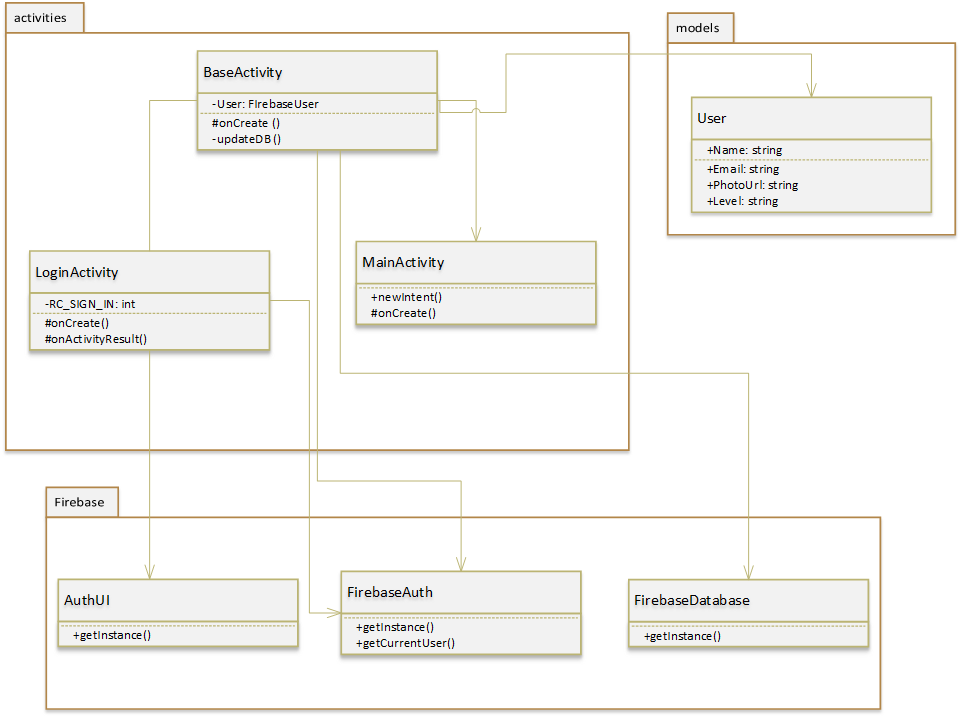 activities
BaseActivity
-User: FIrebaseUser
#onCreate ()
-updateDB()
LoginActivity
-RC_SIGN_IN: int
#onCreate()
#onActivityResult()
MainActivity
+newIntent()
#onCreate()
models
User
+Name: string
+Email: string
+PhotoUrl: string
+Level: string
Firebase
AuthUI
+getInstance()
FirebaseAuth
+getInstance()
+getCurrentUser()
FirebaseDatabase
+getInstance()